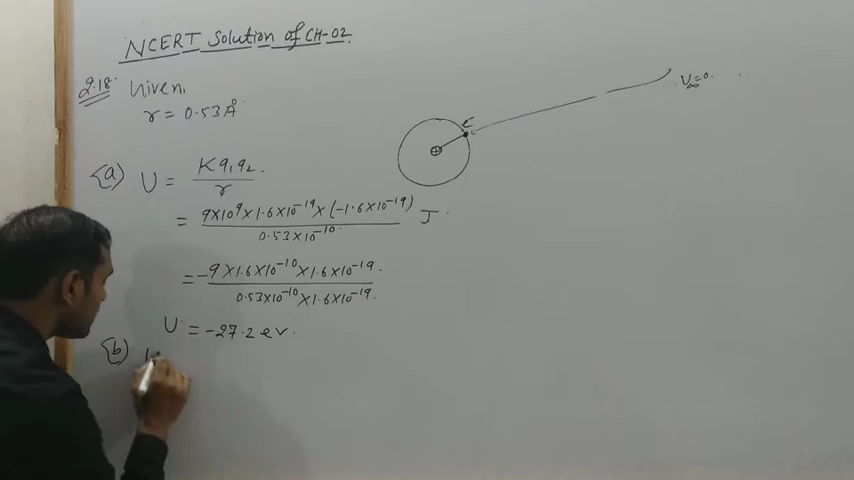 NCERT Solution of CH-02
2.18 Given,
r = 0.53 A°
e
V∞=0.
(a) U = Kq₁q₂ / r
= 9×10⁹×1.6×10⁻¹⁹×(-1.6×10⁻¹⁹) / 0.53×10⁻¹⁰ J
= -9×1.6×10⁻¹⁰×1.6×10⁻¹⁹ / 0.53×10⁻¹⁰×1.6×10⁻¹⁹
U = -27.2 ev.
(b)